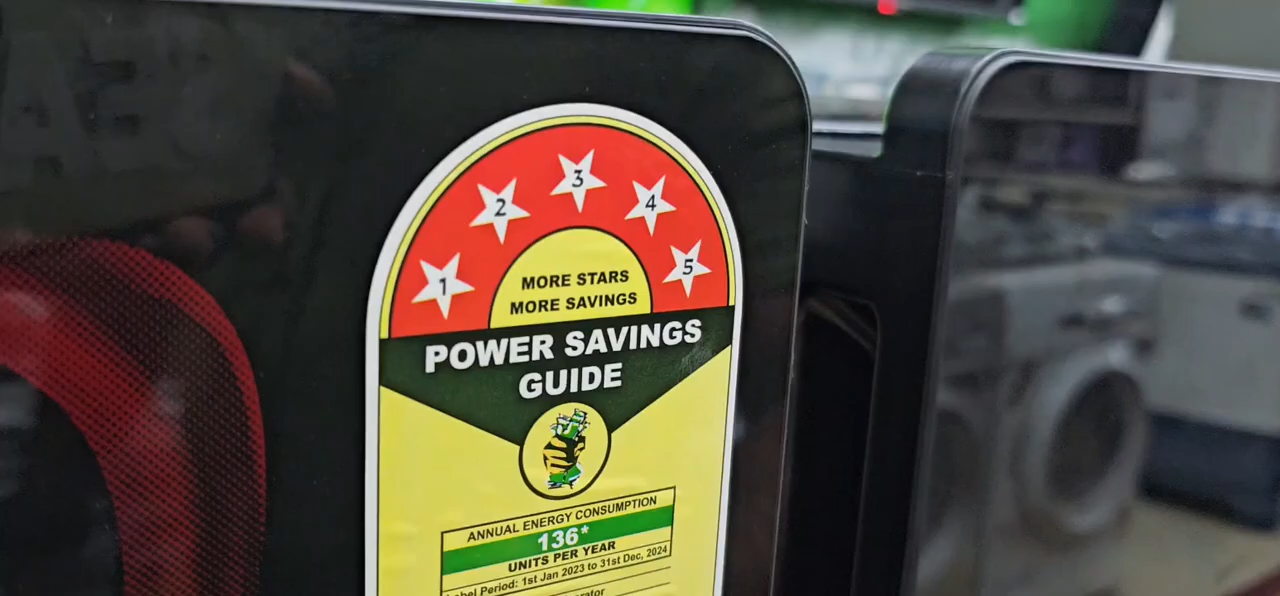 1 2 3 4 5
MORE STARS
MORE SAVINGS
POWER SAVINGS
GUIDE
ANNUAL ENERGY CONSUMPTION
136*
UNITS PER YEAR
Label Period: 1st Jan 2023 to 31st Dec, 2024